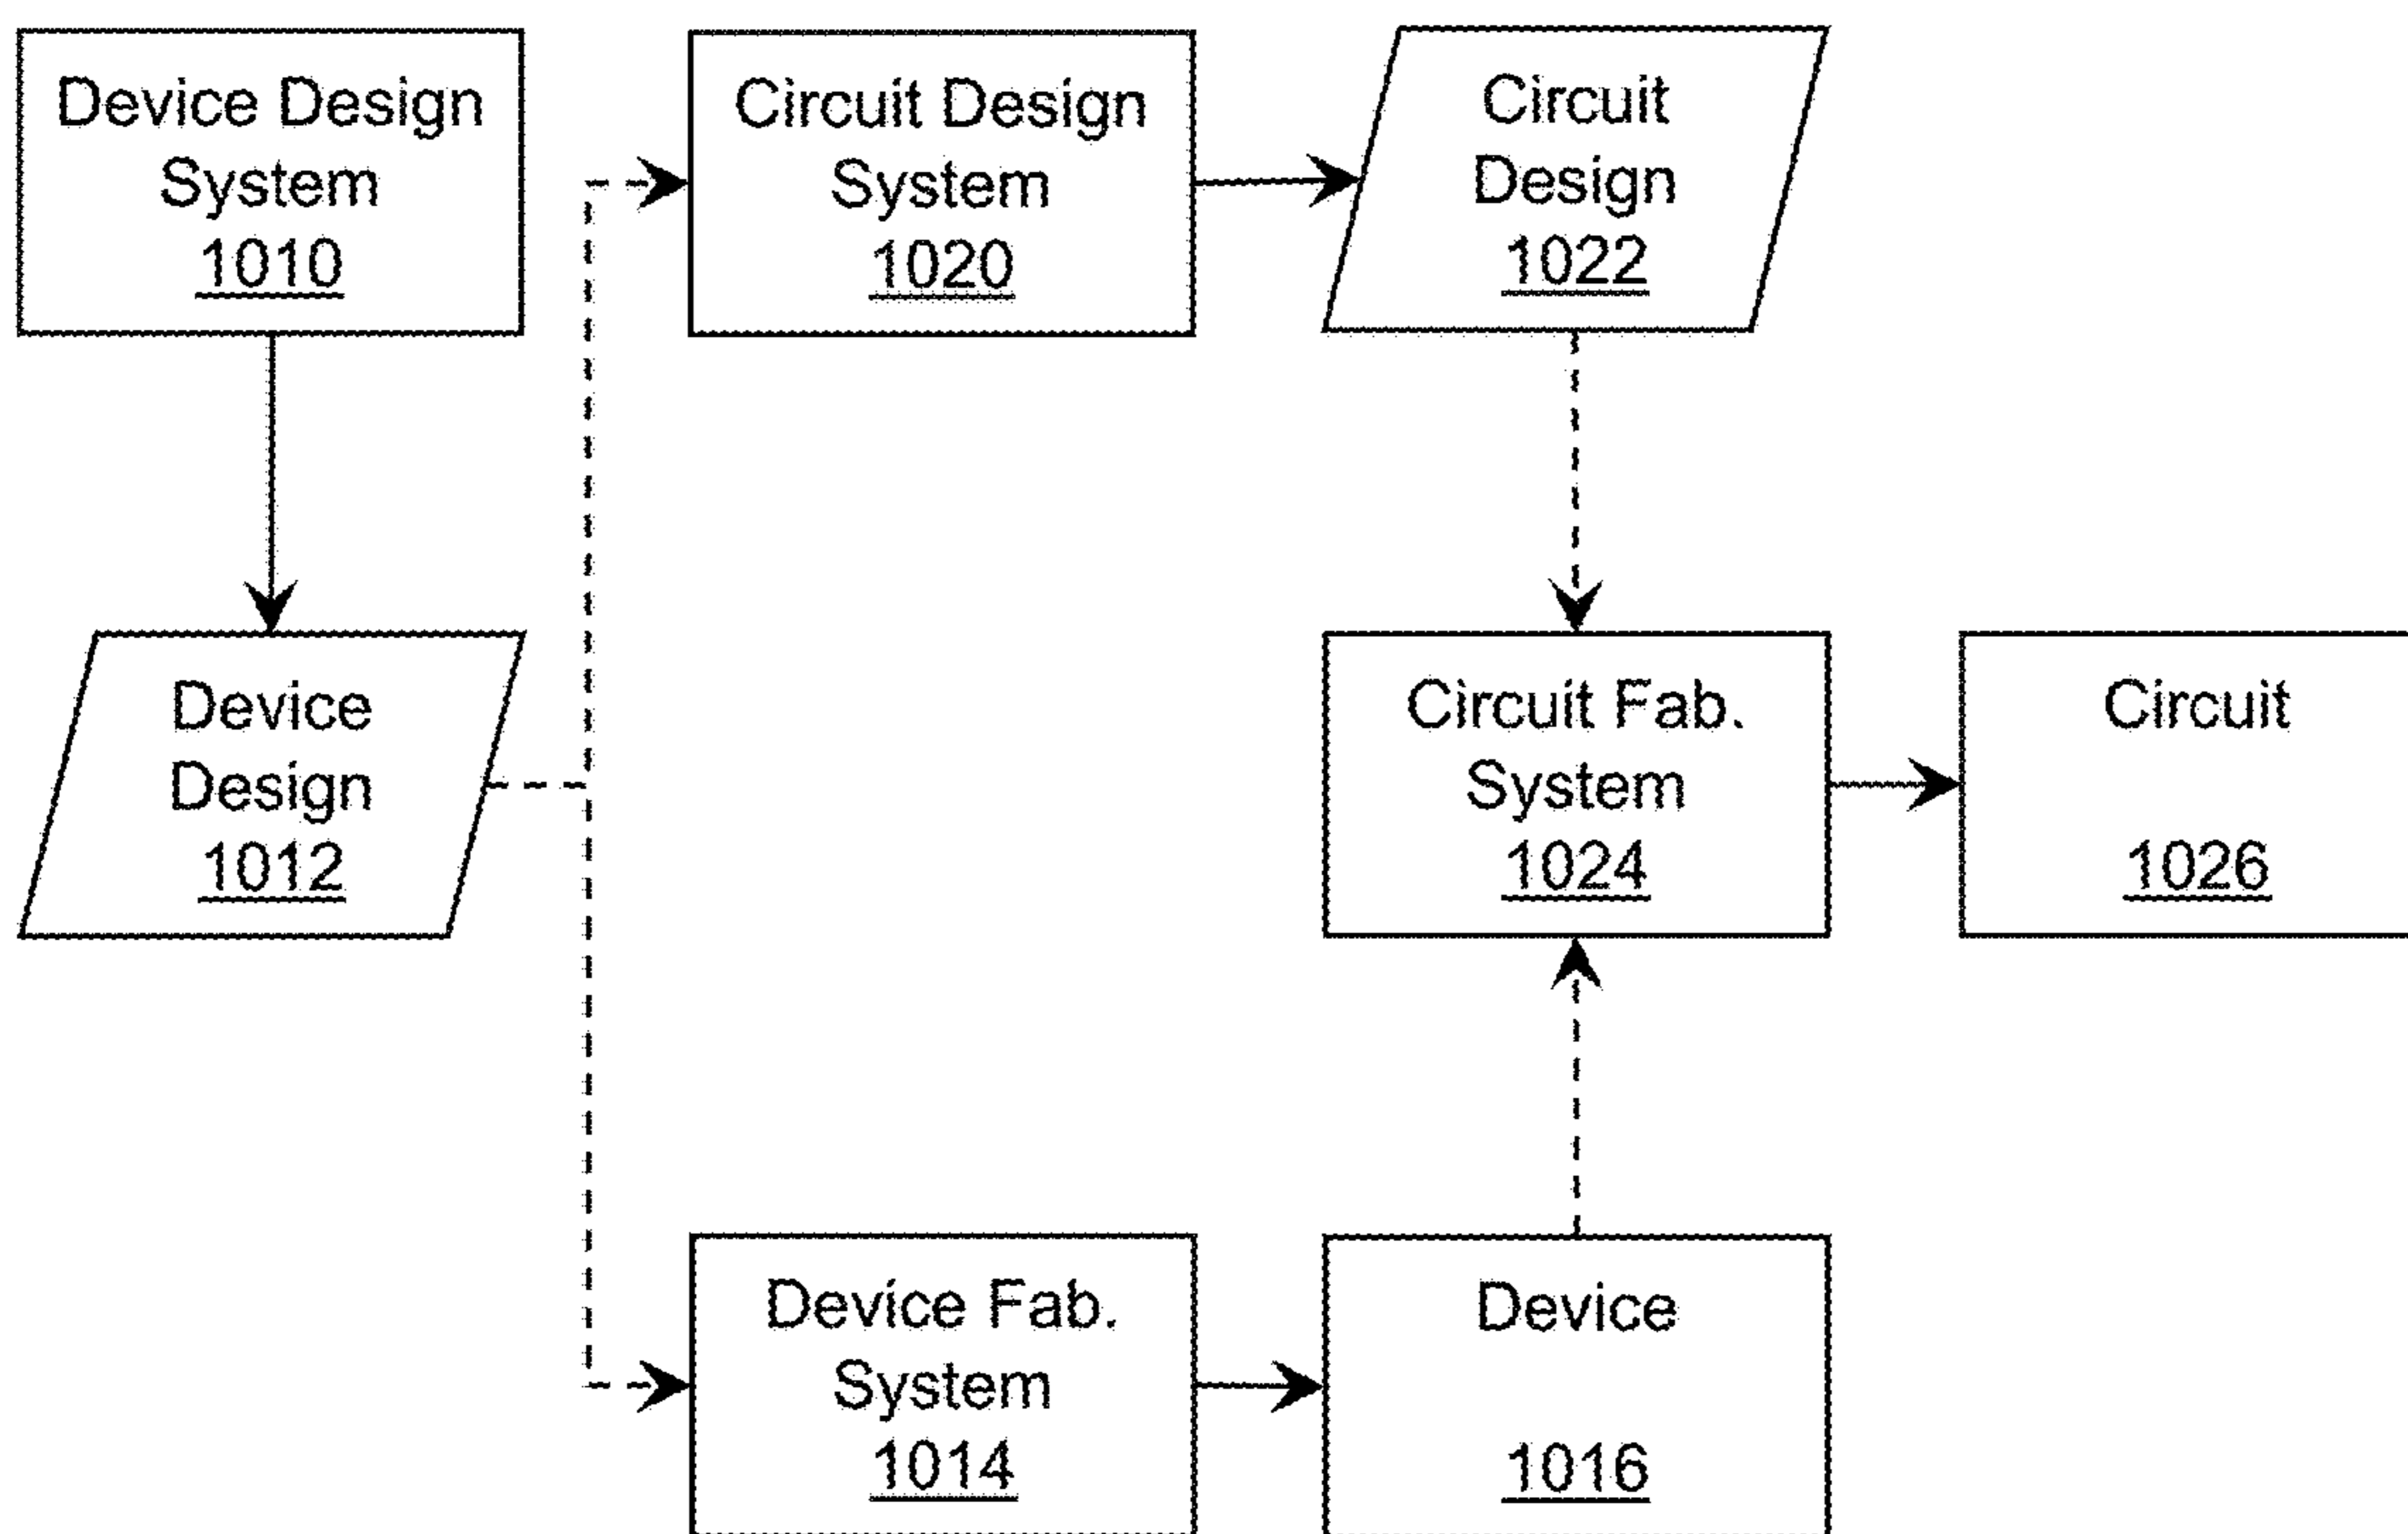 Device Design
System
1010
Circuit Design
System
1020
Circuit
Design
1022
Device
Design
1012
Circuit Fab.
System
1024
Circuit
1026
Device Fab.
System
1014
Device
1016